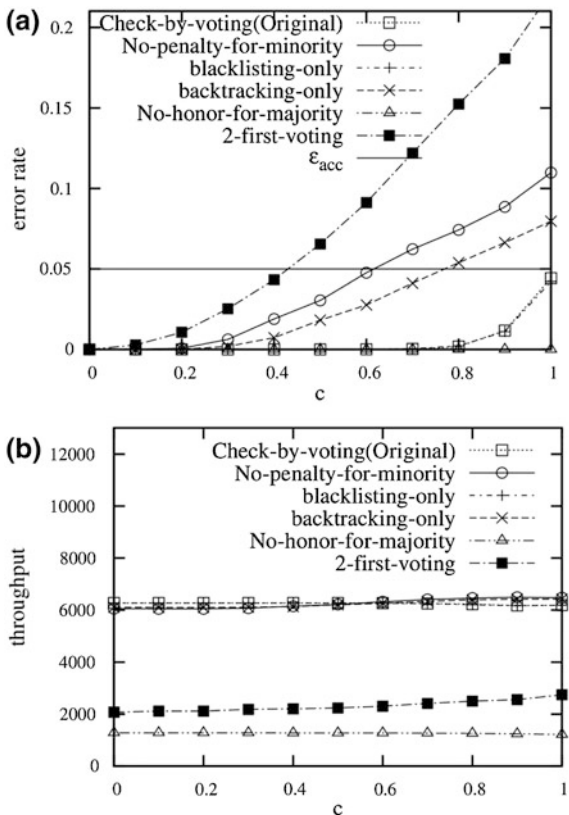 (a)
0.2
0.15
0.1
0.05
0
error rate
Check-by-voting(Original)
No-penalty-for-minority
blacklisting-only
backtracking-only
No-honor-for-majority
2-first-voting
ε_acc
0 0.2 0.4 0.6 0.8 1
c
(b)
12000
10000
8000
6000
4000
2000
0
throughput
Check-by-voting(Original)
No-penalty-for-minority
blacklisting-only
backtracking-only
No-honor-for-majority
2-first-voting
0 0.2 0.4 0.6 0.8 1
c